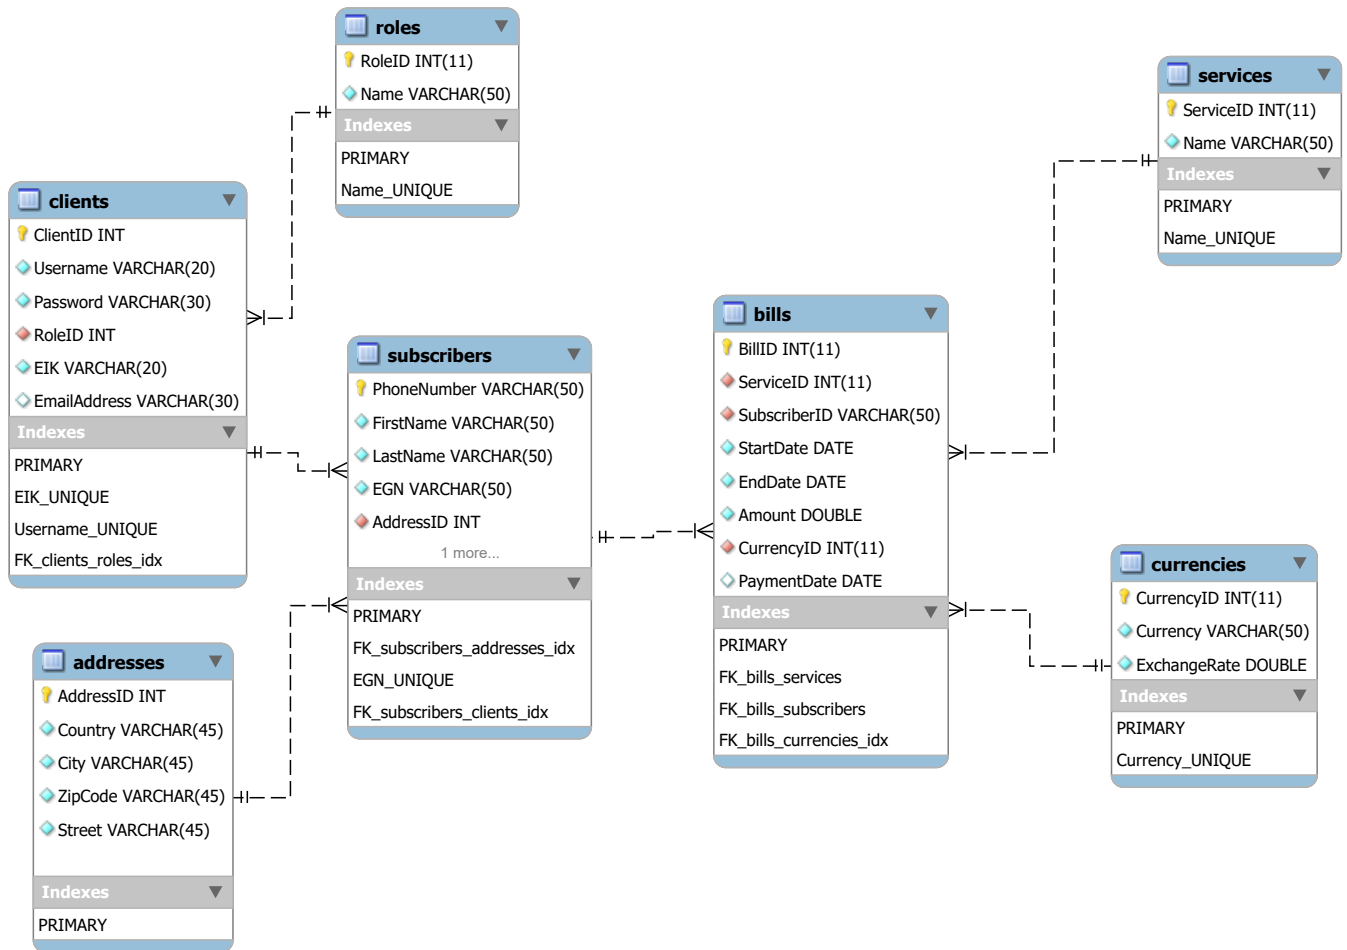 roles
RoleID INT(11)
Name VARCHAR(50)
Indexes
PRIMARY
Name_UNIQUE
services
ServiceID INT(11)
Name VARCHAR(50)
Indexes
PRIMARY
Name_UNIQUE
clients
ClientID INT
Username VARCHAR(20)
Password VARCHAR(30)
RoleID INT
EIK VARCHAR(20)
EmailAddress VARCHAR(30)
Indexes
PRIMARY
EIK_UNIQUE
Username_UNIQUE
FK_clients_roles_idx
subscribers
PhoneNumber VARCHAR(50)
FirstName VARCHAR(50)
LastName VARCHAR(50)
EGN VARCHAR(50)
AddressID INT
1 more...
Indexes
PRIMARY
FK_subscribers_addresses_idx
EGN_UNIQUE
FK_subscribers_clients_idx
bills
BillID INT(11)
ServiceID INT(11)
SubscriberID VARCHAR(50)
StartDate DATE
EndDate DATE
Amount DOUBLE
CurrencyID INT(11)
PaymentDate DATE
Indexes
PRIMARY
FK_bills_services
FK_bills_subscribers
FK_bills_currencies_idx
currencies
CurrencyID INT(11)
Currency VARCHAR(50)
ExchangeRate DOUBLE
Indexes
PRIMARY
Currency_UNIQUE
addresses
AddressID INT
Country VARCHAR(45)
City VARCHAR(45)
ZipCode VARCHAR(45)
Street VARCHAR(45)
Indexes
PRIMARY